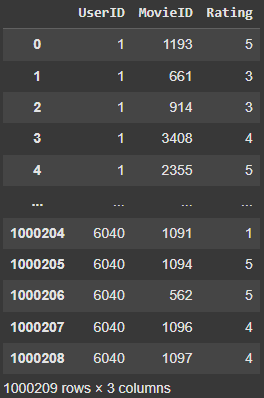 UserID MovieID Rating
0 1 1193 5
1 1 661 3
2 1 914 3
3 1 3408 4
4 1 2355 5
... ... ... ...
1000204 6040 1091 1
1000205 6040 1094 5
1000206 6040 562 5
1000207 6040 1096 4
1000208 6040 1097 4
1000209 rows × 3 columns